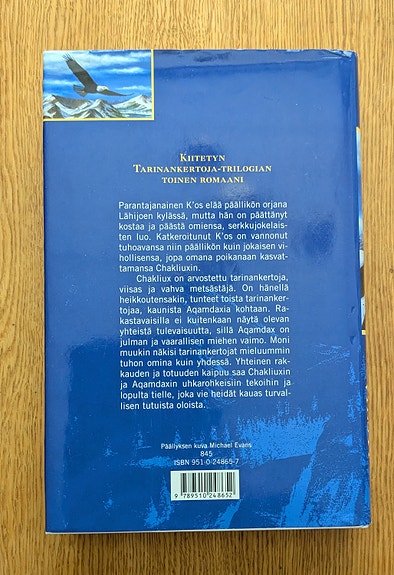 KIITETYN
TARINANKERTOJA-TRILOGIAN
TOINEN ROMAANI
Parantajanainen K'os elää päällikön orjana
Lähijoen kylässä, mutta hän on päättänyt
kostaa ja päästä omiensa, serkkujokelais-
ten luo. Katkeroitunut K'os on vannonut
tuhoavansa niin päällikön kuin jokaisen vi-
hollisensa, jopa omana poikanaan kasvat-
tamansa Chakliuxin.
Chakliux on arvostettu tarinankertoja,
viisas ja vahva metsästäjä. On hänellä
heikkoutensakin, tunteet toista tarinanker-
tojaa, kaunista Aqamdaxia kohtaan. Ra-
kastavaisilla ei kuitenkaan näytä olevan
yhteistä tulevaisuutta, sillä Aqamdax on
julman ja vaarallisen miehen vaimo. Moni
muukin näkisi tarinankertojat mieluummin
tuhon omina kuin yhdessä. Yhteinen rak-
kauden ja totuuden kaipuu saa Chakliuxin
ja Aqamdaxin uhkarohkeisiin tekoihin ja
lopulta tielle, joka vie heidät kauas turval-
lisen tutuista oloista.
Päällyksen kuva Michael Evans
845
ISBN 951-0-24865-7
9 789510 248652